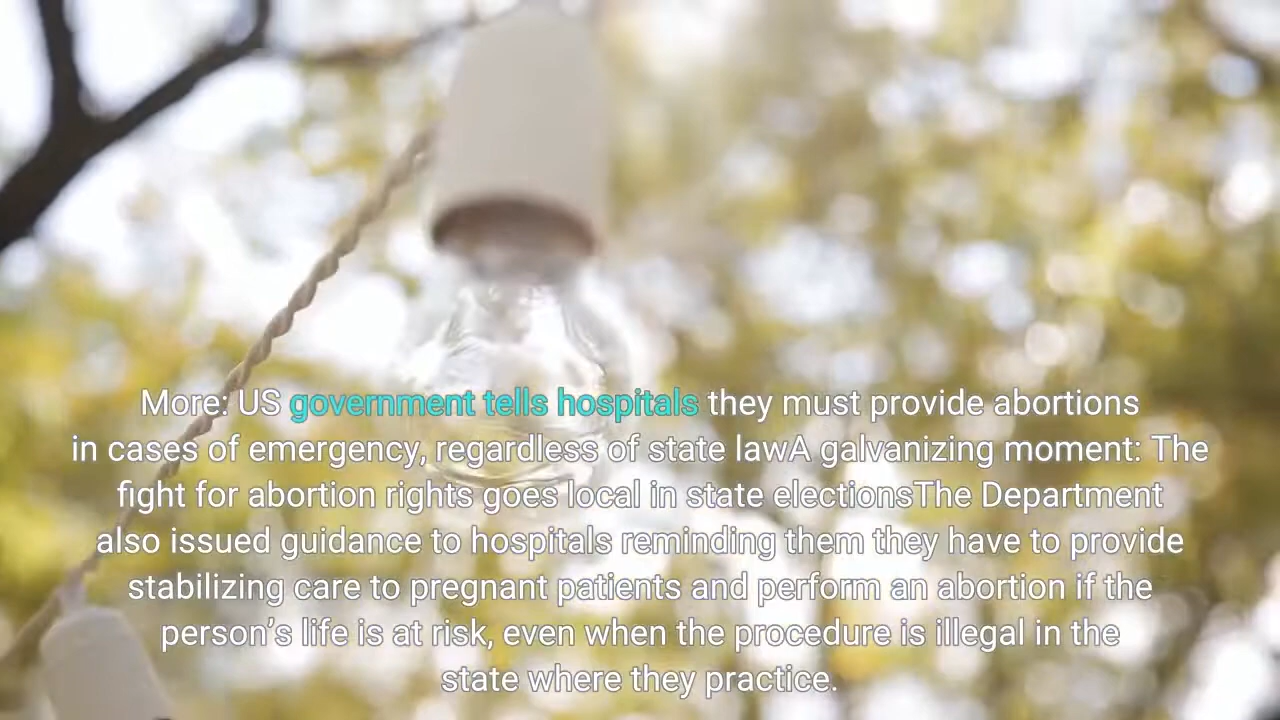 More: US government tells hospitals they must provide abortions
in cases of emergency, regardless of state lawA galvanizing moment: The
fight for abortion rights goes local in state electionsThe Department
also issued guidance to hospitals reminding them they have to provide
stabilizing care to pregnant patients and perform an abortion if the
person’s life is at risk, even when the procedure is illegal in the
state where they practice.